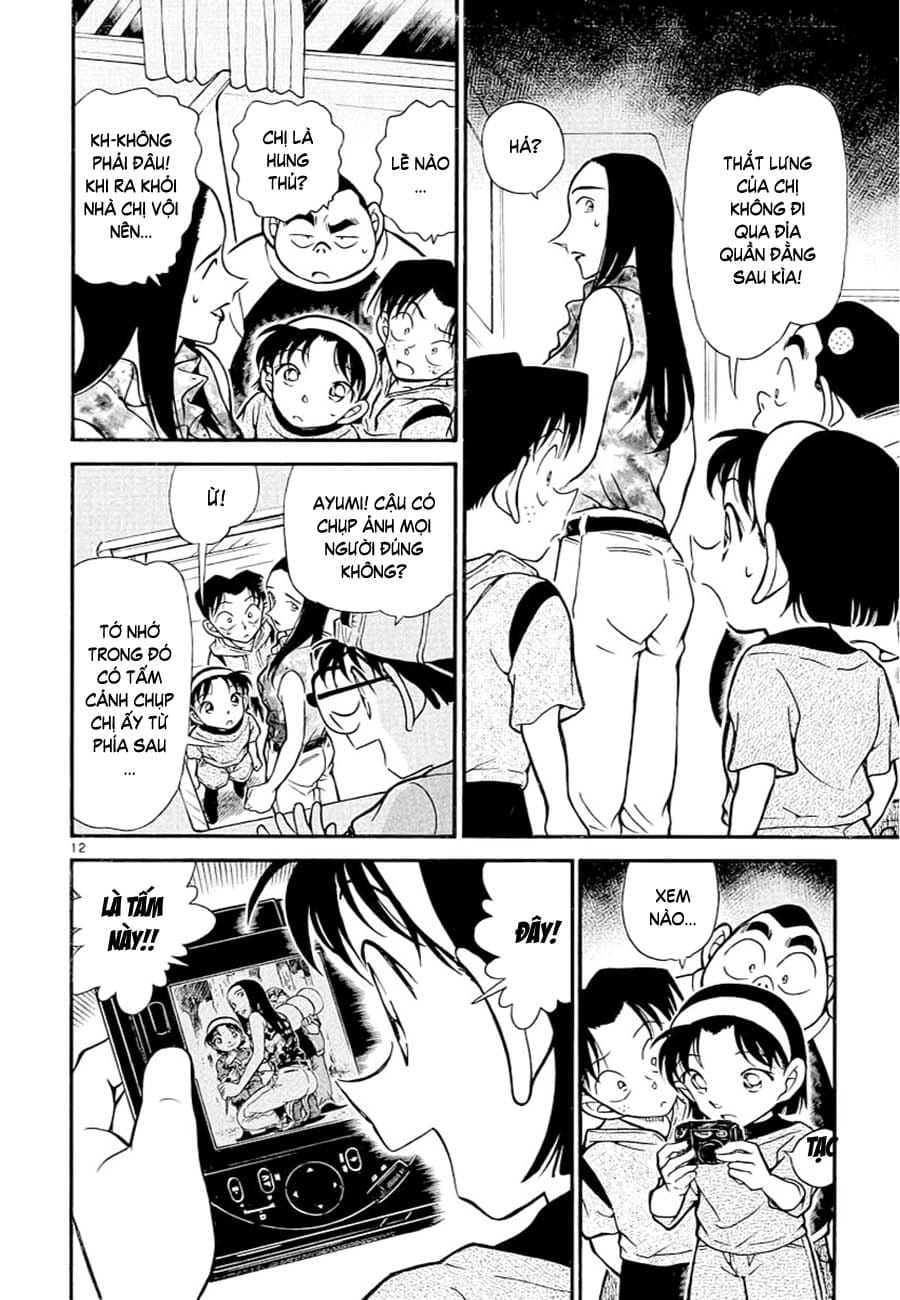 THẮT LƯNG
CỦA CHỊ
KHÔNG ĐI
QUA ĐỈA
QUẦN ĐẰNG
SAU KÌA!
HẢ?
LẼ NÀO
...
CHỊ LÀ
HUNG
THỦ?
KH-KHÔNG
PHẢI ĐÂU!
KHI RA KHỎI
NHÀ CHỊ VỘI
NÊN...
AYUMI! CẬU CÓ
CHỤP ẢNH MỌI
NGƯỜI ĐÚNG
KHÔNG?
Ừ!
TỚ NHỚ
TRONG ĐÓ
CÓ TẤM
CẢNH CHỤP
CHỊ ẤY TỪ
PHÍA SAU
...
12
XEM
NÀO...
TẠC
ĐÂY!
LÀ TẤM
NÀY!!